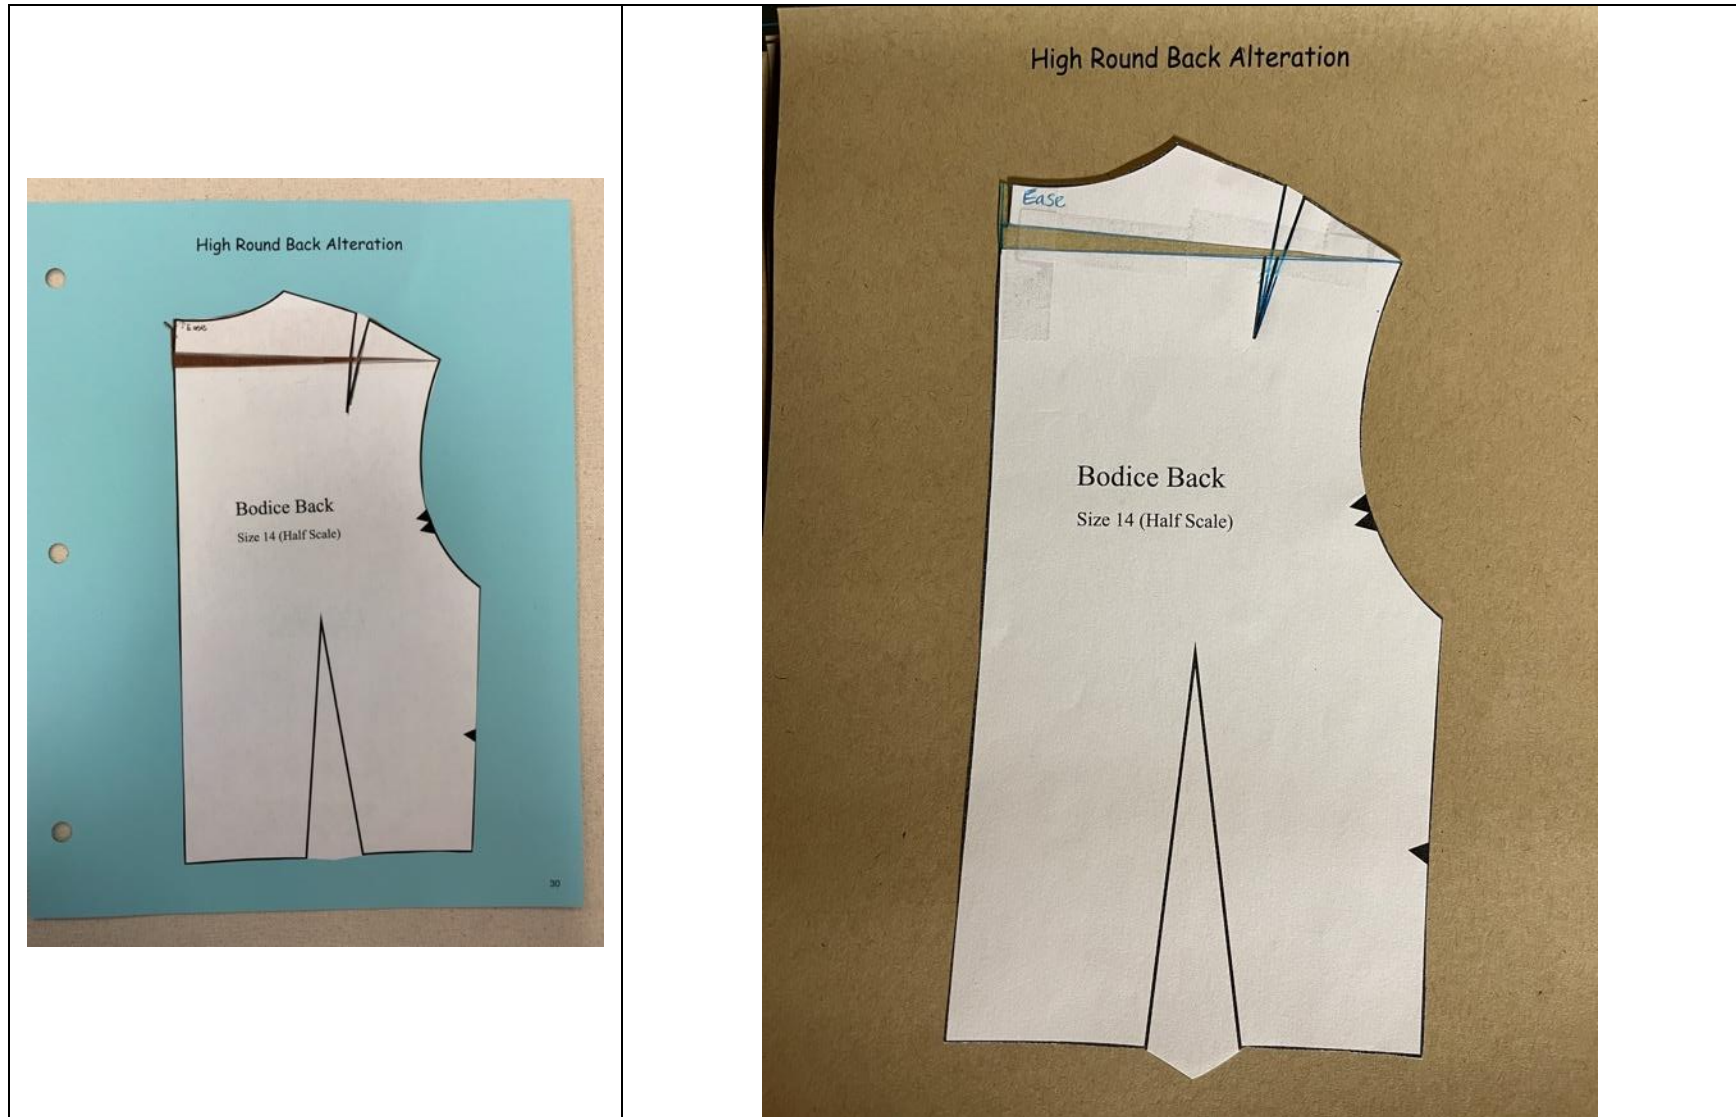 High Round Back Alteration
Ease
Bodice Back
Size 14 (Half Scale)
30
High Round Back Alteration
Ease
Bodice Back
Size 14 (Half Scale)